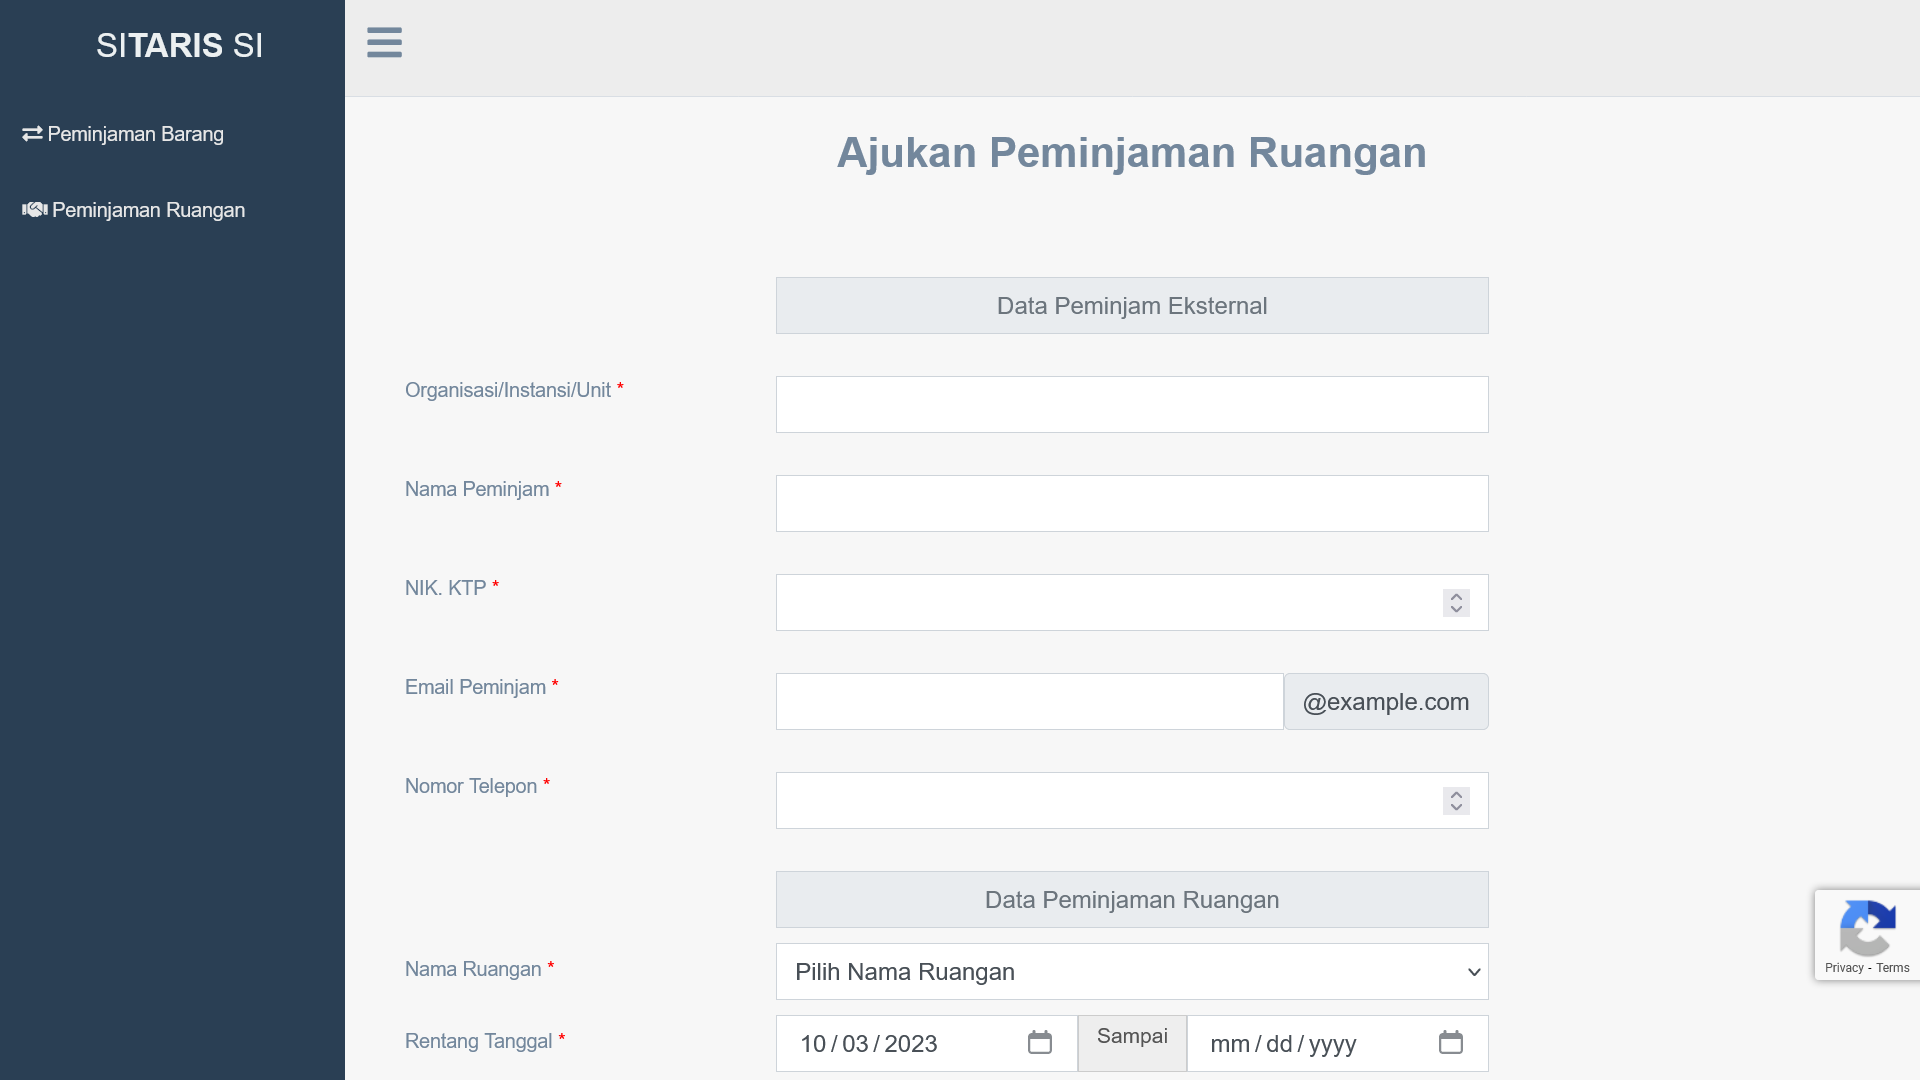 SITARIS SI
Peminjaman Barang
Peminjaman Ruangan
Ajukan Peminjaman Ruangan
Data Peminjam Eksternal
Organisasi/Instansi/Unit *
Nama Peminjam *
NIK. KTP *
Email Peminjam *
@example.com
Nomor Telepon *
Data Peminjaman Ruangan
Nama Ruangan *
Pilih Nama Ruangan
Privacy - Terms
Rentang Tanggal *
10/03/2023 Sampai mm/dd/yyyy